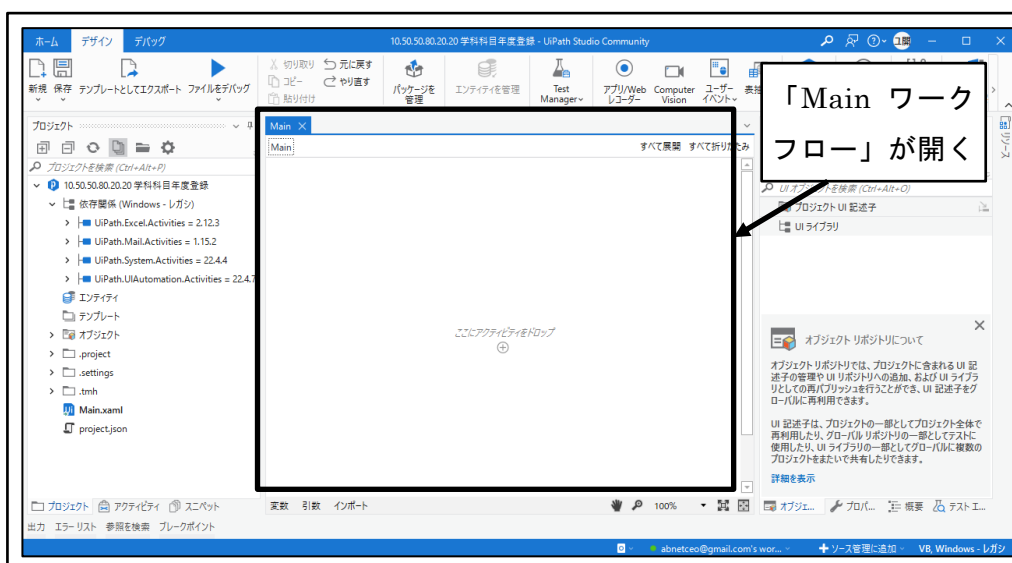 ホーム デザイン デバッグ
10.50.50.80.20.20 学科科目年度登録 - UiPath Studio Community
新規 保存 テンプレートとしてエクスポート ファイルをデバッグ
切り取り 元に戻す
コピー やり直す
貼り付け
パッケージを管理
エンティティを管理
Test Manager
アプリ/Web レコーダー
Computer Vision
ユーザー イベント
「Main ワーク
フロー」が開く
プロジェクト
プロジェクトを検索 (Ctrl+Alt+P)
10.50.50.80.20.20 学科科目年度登録
依存関係 (Windows - レガシ)
UiPath.Excel.Activities = 2.12.3
UiPath.Mail.Activities = 1.15.2
UiPath.System.Activities = 22.4.4
UiPath.UIAutomation.Activities = 22.4.7
エンティティ
テンプレート
オブジェクト
.project
.settings
.tmh
Main.xaml
project.json
Main
Main すべて展開 すべて折りたたみ
ここにアクティビティをドロップ
リソース
UI オブジェクトを検索 (Ctrl+Alt+O)
プロジェクト UI 記述子
UI ライブラリ
オブジェクト リポジトリについて
オブジェクト リポジトリでは、プロジェクトに含まれる UI 記
述子の管理や UI リポジトリへの追加、および UI ライブラ
リとしての再パブリッシュを行うことができ、UI 記述子をグ
ローバルに再利用できます。
UI 記述子は、プロジェクトの一部としてプロジェクト全体で
再利用したり、グローバル リポジトリの一部としてテストに
使用したり、UI ライブラリの一部としてグローバルに複数の
プロジェクトをまたいで共有したりできます。
詳細を表示
プロジェクト アクティビティ スニペット
変数 引数 インポート
100%
オブジェ... プロパ... 概要 テスト エ...
出力 エラー リスト 参照を検索 ブレークポイント
abnetceo@gmail.com's wor...
ソース管理に追加
VB, Windows - レガシ